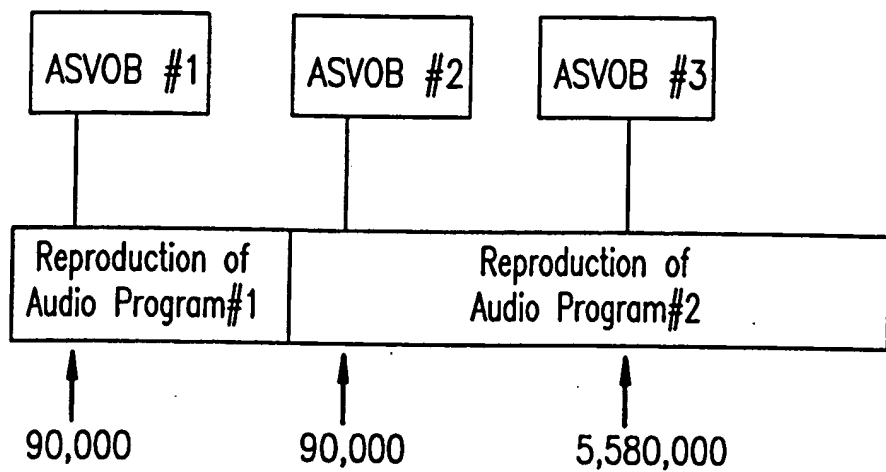 ASVOB #1
ASVOB #2
ASVOB #3
Reproduction of
Audio Program#1
Reproduction of
Audio Program#2
90,000
90,000
5,580,000